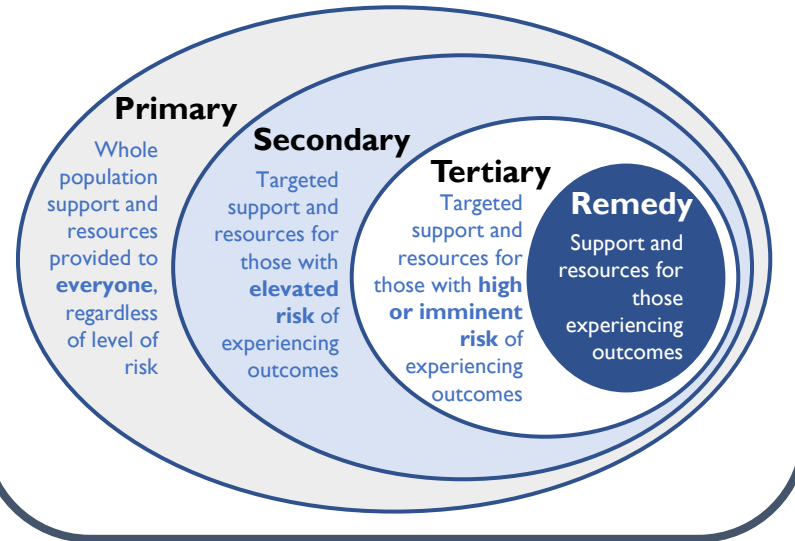 Primary
Whole
population
support and
resources
provided to
everyone,
regardless
of level of
risk
Secondary
Targeted
support and
resources for
those with
elevated
risk of
experiencing
outcomes
Tertiary
Targeted
support and
resources for
those with high
or imminent
risk of
experiencing
outcomes
Remedy
Support and
resources for
those
experiencing
outcomes